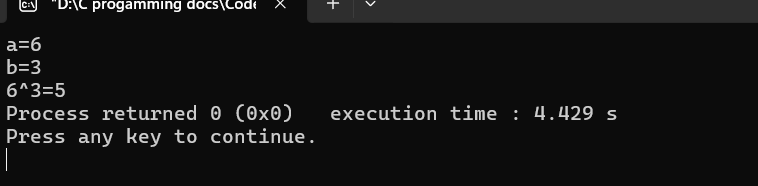 "D:\C progamming docs\Code
a=6
b=3
6^3=5
Process returned 0 (0x0)   execution time : 4.429 s
Press any key to continue.